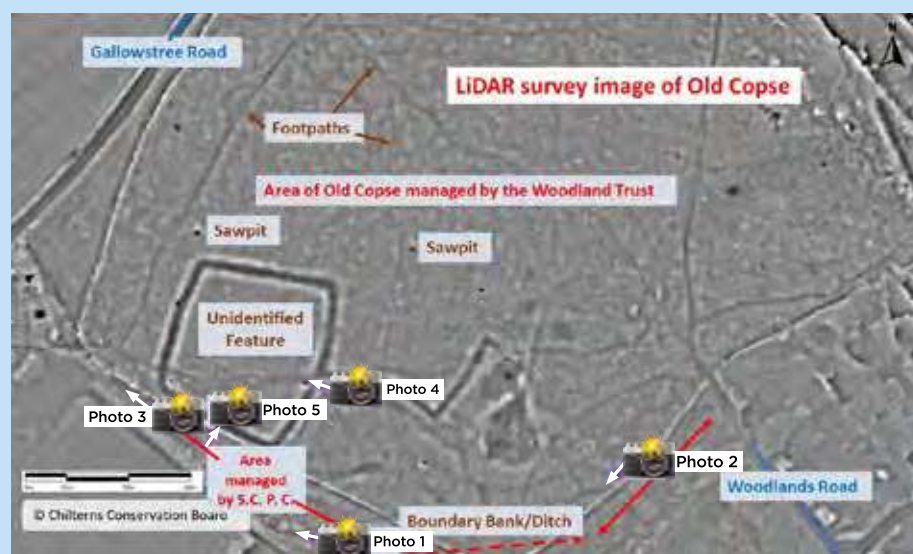 Gallowstree Road
N
LiDAR survey image of Old Copse
Footpaths
Area of Old Copse managed by the Woodland Trust
Sawpit
Sawpit
Unidentified
Feature
Photo 4
Photo 3
Photo 5
Area
managed
by S.C. P. C.
Photo 2
Woodlands Road
© Chilterns Conservation Board
Boundary Bank/Ditch
Photo 1